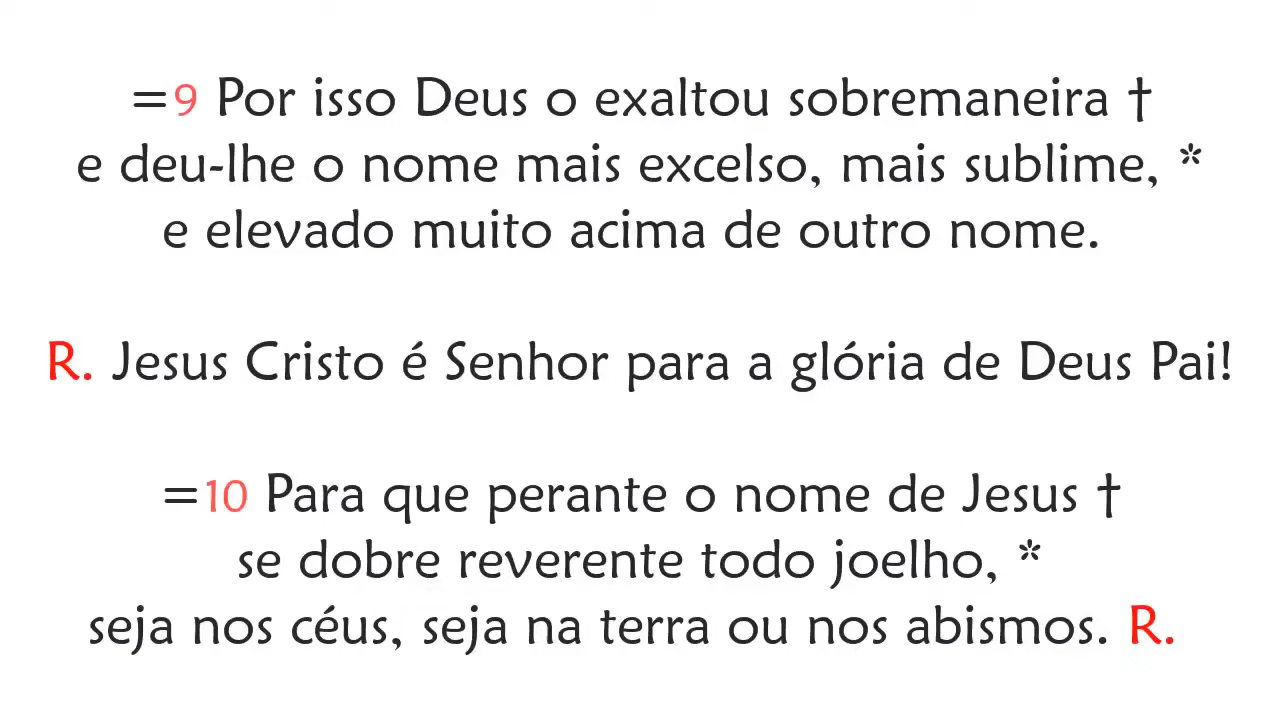 =9 Por isso Deus o exaltou sobremaneira †
e deu-lhe o nome mais excelso, mais sublime, *
e elevado muito acima de outro nome.
R. Jesus Cristo é Senhor para a glória de Deus Pai!
=10 Para que perante o nome de Jesus †
se dobre reverente todo joelho, *
seja nos céus, seja na terra ou nos abismos. R.